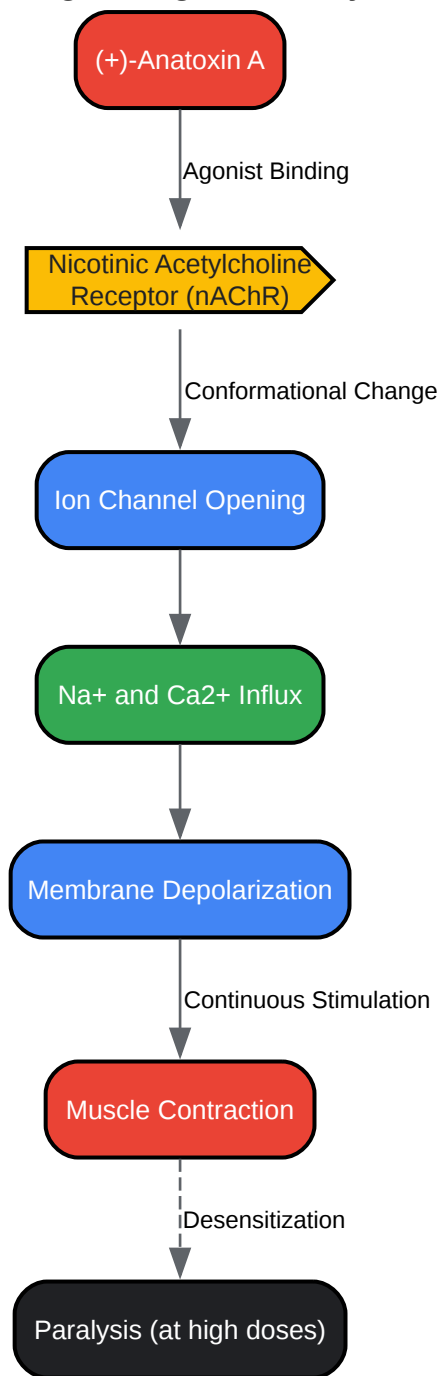 (+)-Anatoxin A
Agonist Binding
Nicotinic Acetylcholine
Receptor (nAChR)
Conformational Change
Ion Channel Opening
Na+ and Ca2+ Influx
Membrane Depolarization
Continuous Stimulation
Muscle Contraction
Desensitization
Paralysis (at high doses)